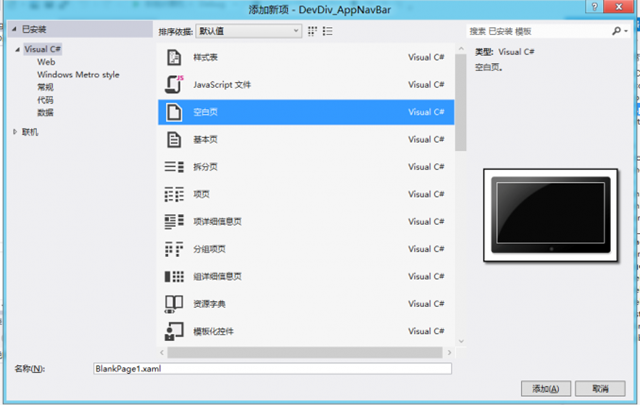 添加新项 - DevDiv_AppNavBar
已安装
排序依据: 默认值
搜索 已安装 模板
Visual C#
Web
Windows Metro style
常规
代码
数据
联机
样式表 Visual C#
JavaScript 文件 Visual C#
空白页 Visual C#
基本页 Visual C#
拆分页 Visual C#
项页 Visual C#
项详细信息页 Visual C#
分组项页 Visual C#
组详细信息页 Visual C#
资源字典 Visual C#
模板化控件 Visual C#
类型: Visual C#
空白页。
名称(N): BlankPage1.xaml
添加(A) 取消